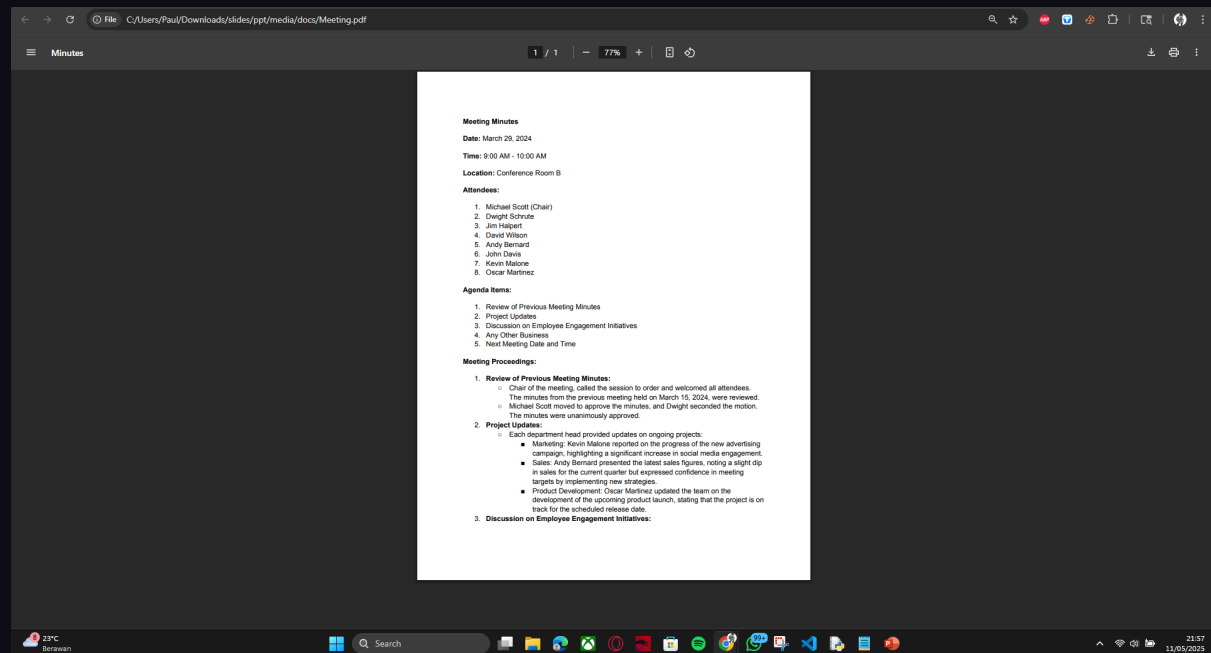 File C:/Users/Paul/Downloads/slides/ppt/media/docs/Meeting.pdf
ABP
Minutes
1 / 1
77%
Meeting Minutes
Date: March 29, 2024
Time: 9:00 AM - 10:00 AM
Location: Conference Room B
Attendees:
1. Michael Scott (Chair)
2. Dwight Schrute
3. Jim Halpert
4. David Wilson
5. Andy Bernard
6. John Davis
7. Kevin Malone
8. Oscar Martinez
Agenda Items:
1. Review of Previous Meeting Minutes
2. Project Updates
3. Discussion on Employee Engagement Initiatives
4. Any Other Business
5. Next Meeting Date and Time
Meeting Proceedings:
1. Review of Previous Meeting Minutes:
○ Chair of the meeting, called the session to order and welcomed all attendees.
The minutes from the previous meeting held on March 15, 2024, were reviewed.
○ Michael Scott moved to approve the minutes, and Dwight seconded the motion.
The minutes were unanimously approved.
2. Project Updates:
○ Each department head provided updates on ongoing projects:
■ Marketing: Kevin Malone reported on the progress of the new advertising
campaign, highlighting a significant increase in social media engagement.
■ Sales: Andy Bernard presented the latest sales figures, noting a slight dip
in sales for the current quarter but expressed confidence in meeting
targets by implementing new strategies.
■ Product Development: Oscar Martinez updated the team on the
development of the upcoming product launch, stating that the project is on
track for the scheduled release date.
3. Discussion on Employee Engagement Initiatives:
8
23°C
Berawan
Search
99+
21:57
11/05/2025